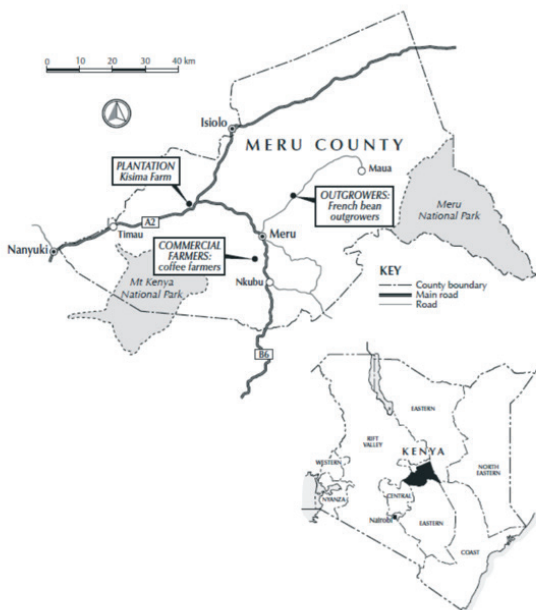 0 10 20 30 40 km
Isiolo
MERU COUNTY
PLANTATION
Kisima Farm
Maua
OUTGROWERS:
French bean
outgrowers
Meru
National Park
Timau
A2
Nanyuki
Meru
COMMERCIAL
FARMERS:
coffee farmers
Mt Kenya
National Park
Nkubu
KEY
County boundary
Main road
Road
B6
EASTERN
RIFT
VALLEY
KENYA
WESTERN
NORTH
EASTERN
NYANZA
CENTRAL
Nairobi
EASTERN
COAST